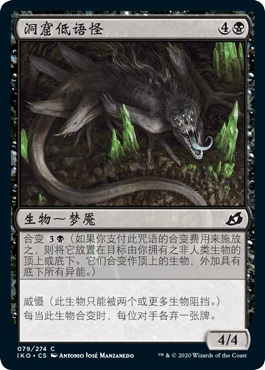 洞窟低语怪 4
生物～梦魇
合变 3（如果你支付此咒语的合变费用来施放
之，则将它放置在目标由你拥有之非人类生物的
顶上或底下。它们合变作顶上的生物，外加具有
底下所有异能。）
威慑（此生物只能被两个或更多生物阻挡。）
每当此生物合变时，每位对手各弃一张牌。
4/4
079/274 C
IKO • CS Antonio José Manzanedo
™ & © 2020 Wizards of the Coast